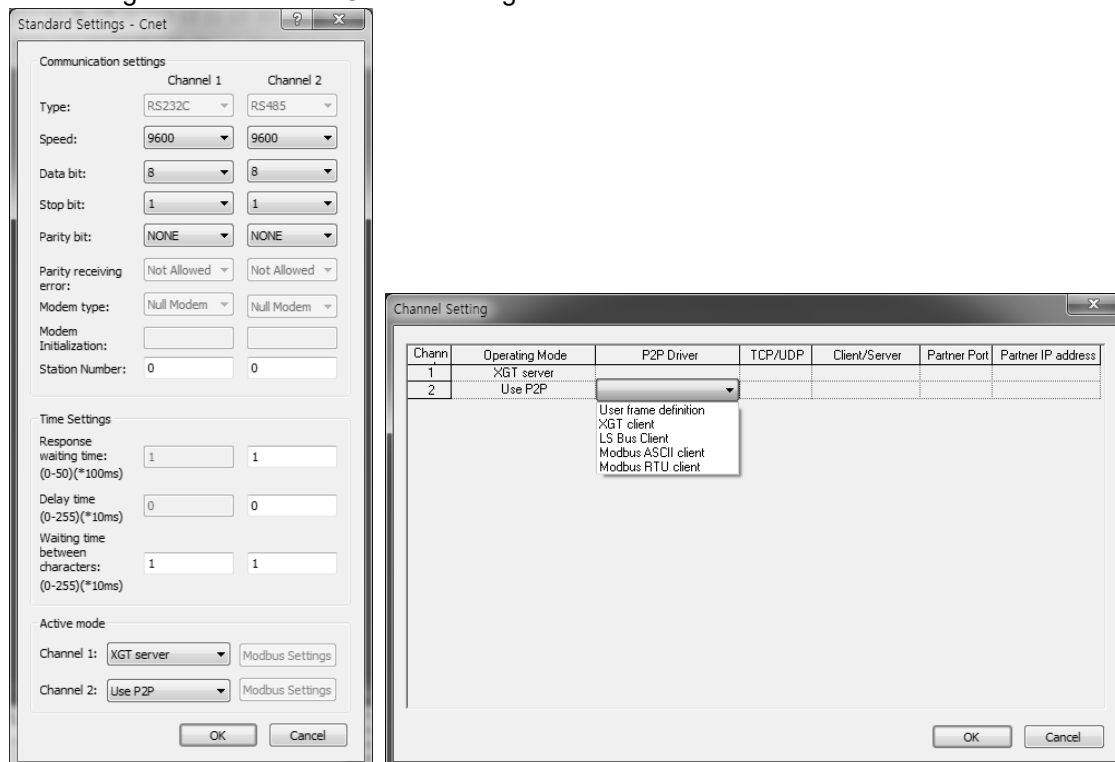 Standard Settings - Cnet
Communication settings
Channel 1 Channel 2
Type: RS232C RS485
Speed: 9600 9600
Data bit: 8 8
Stop bit: 1 1
Parity bit: NONE NONE
Parity receiving error: Not Allowed Not Allowed
Modem type: Null Modem Null Modem
Modem Initialization:
Station Number: 0 0
Time Settings
Response
waiting time: 1 1
(0-50)(*100ms)
Delay time 0 0
(0-255)(*10ms)
Waiting time
between
characters: 1 1
(0-255)(*10ms)
Active mode
Channel 1: XGT server Modbus Settings
Channel 2: Use P2P Modbus Settings
OK Cancel
Channel Setting
Chann Operating Mode P2P Driver TCP/UDP Client/Server Partner Port Partner IP address
1 XGT server
2 Use P2P
User frame definition
XGT client
LS Bus Client
Modbus ASCII client
Modbus RTU client
OK Cancel